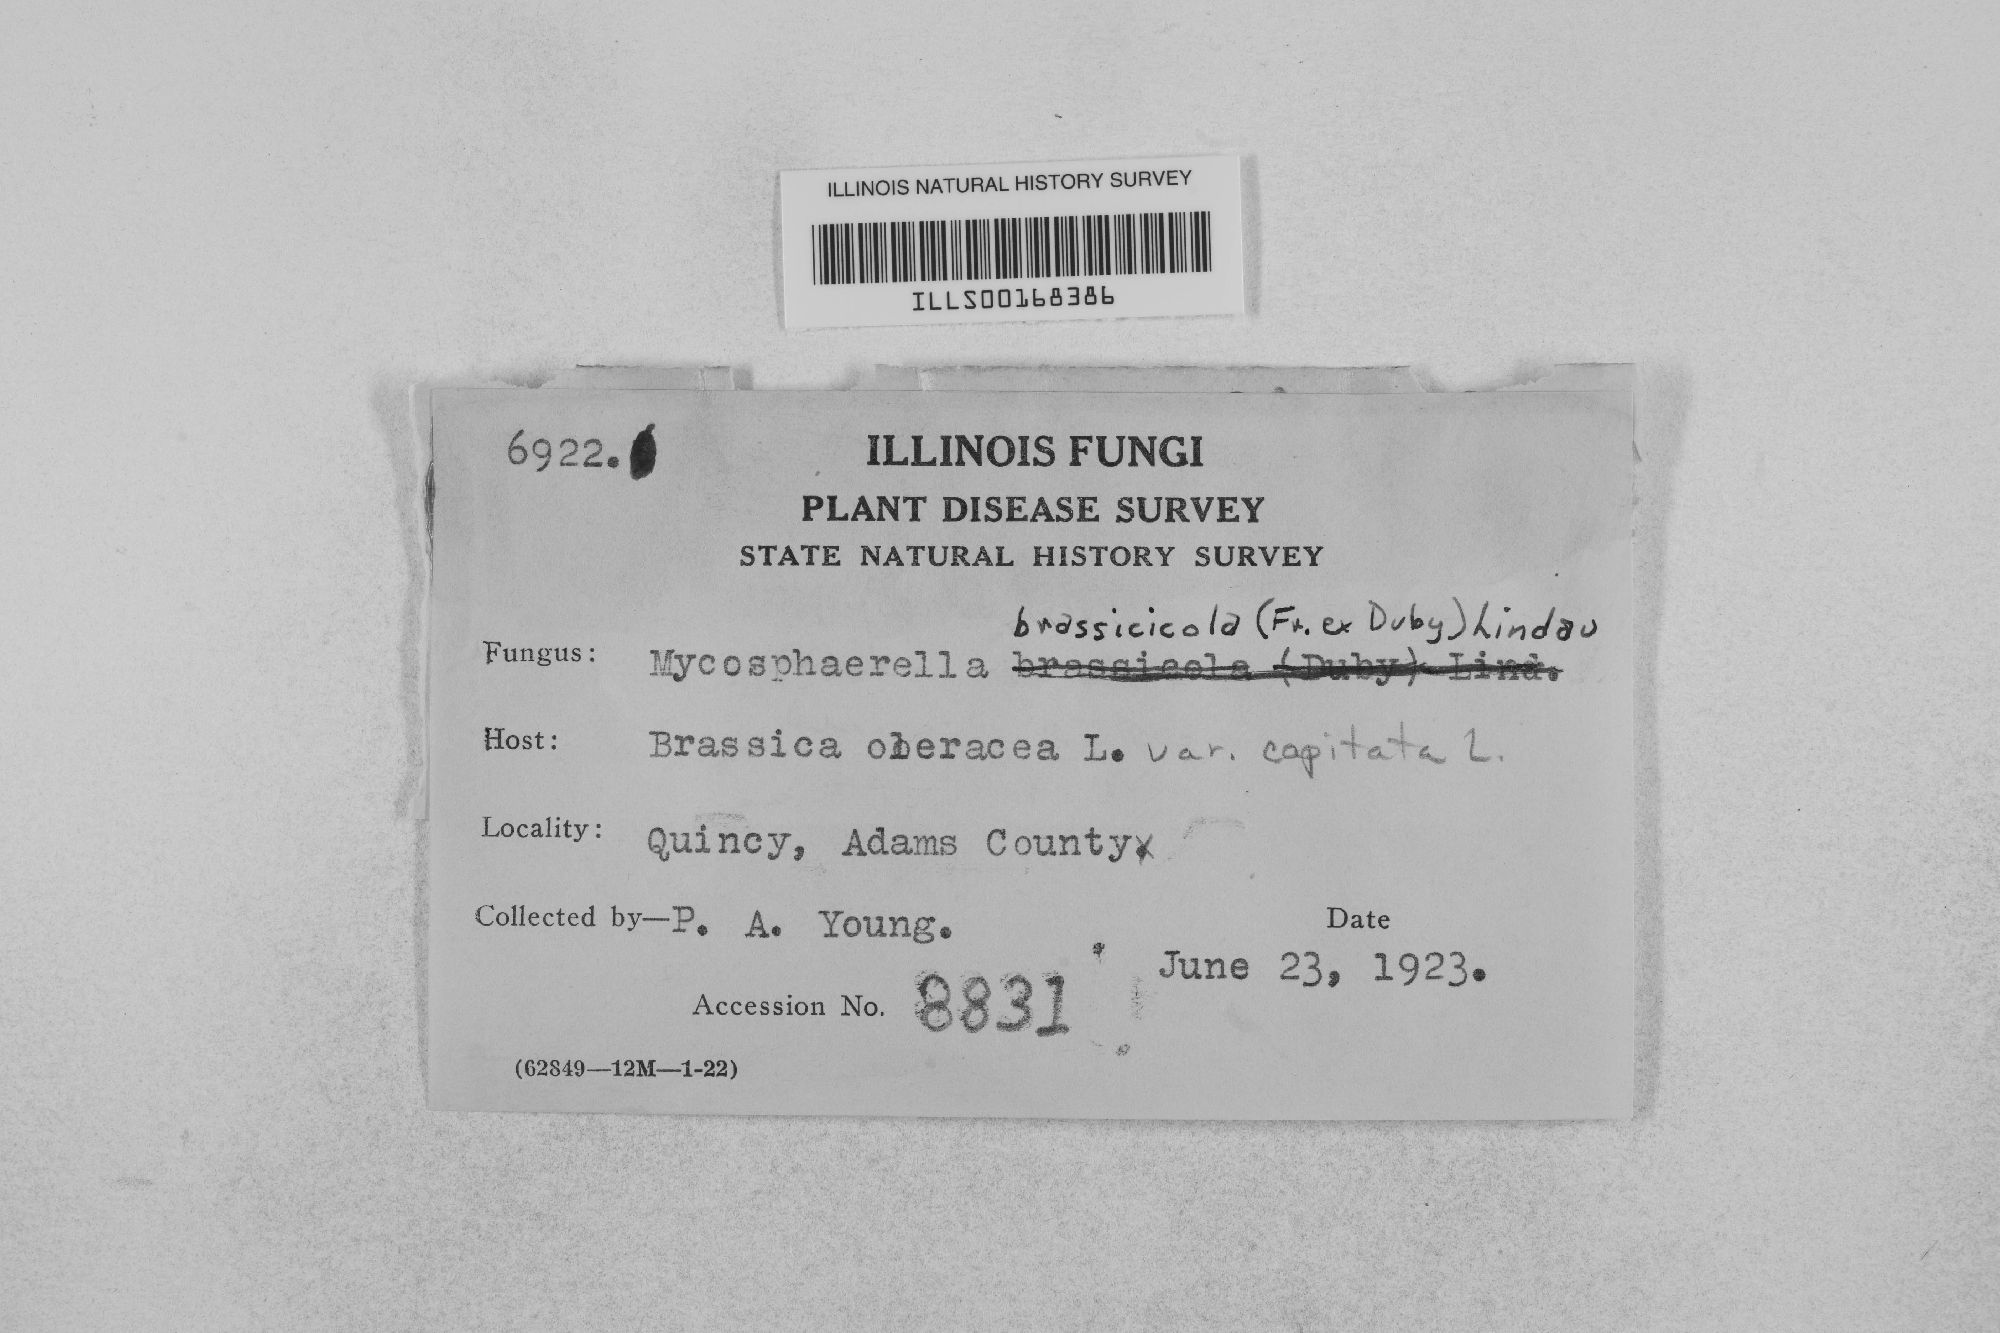 ILLINOIS NATURAL HISTORY SURVEY
ILLS00168386
6922.
ILLINOIS FUNGI
PLANT DISEASE SURVEY
STATE NATURAL HISTORY SURVEY
brassicicola (Fr. ex Duby) Lindau
Fungus: Mycosphaerella brassicola (Duby) Lind.
Host: Brassica oleracea L. var. capitata L.
Locality: Quincy, Adams County
Collected by—P. A. Young.
Date
June 23, 1923.
Accession No. 8831
(62849—12M—1-22)